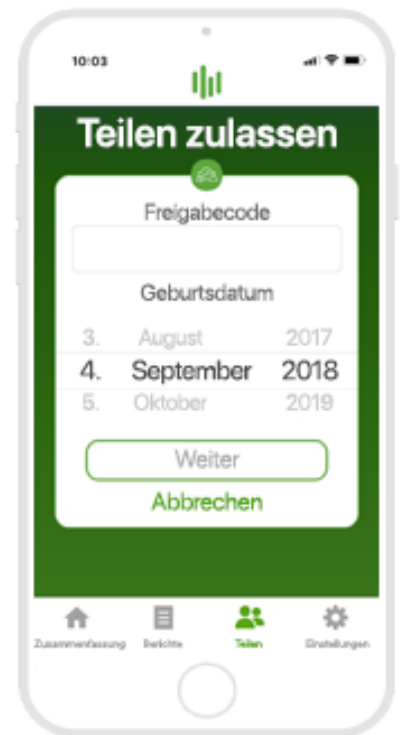 10:03
Teilen zulassen
Freigabecode
Geburtsdatum
3. August 2017
4. September 2018
5. Oktober 2019
Weiter
Abbrechen
Zusammenfassung Berichte Teilen Einstellungen